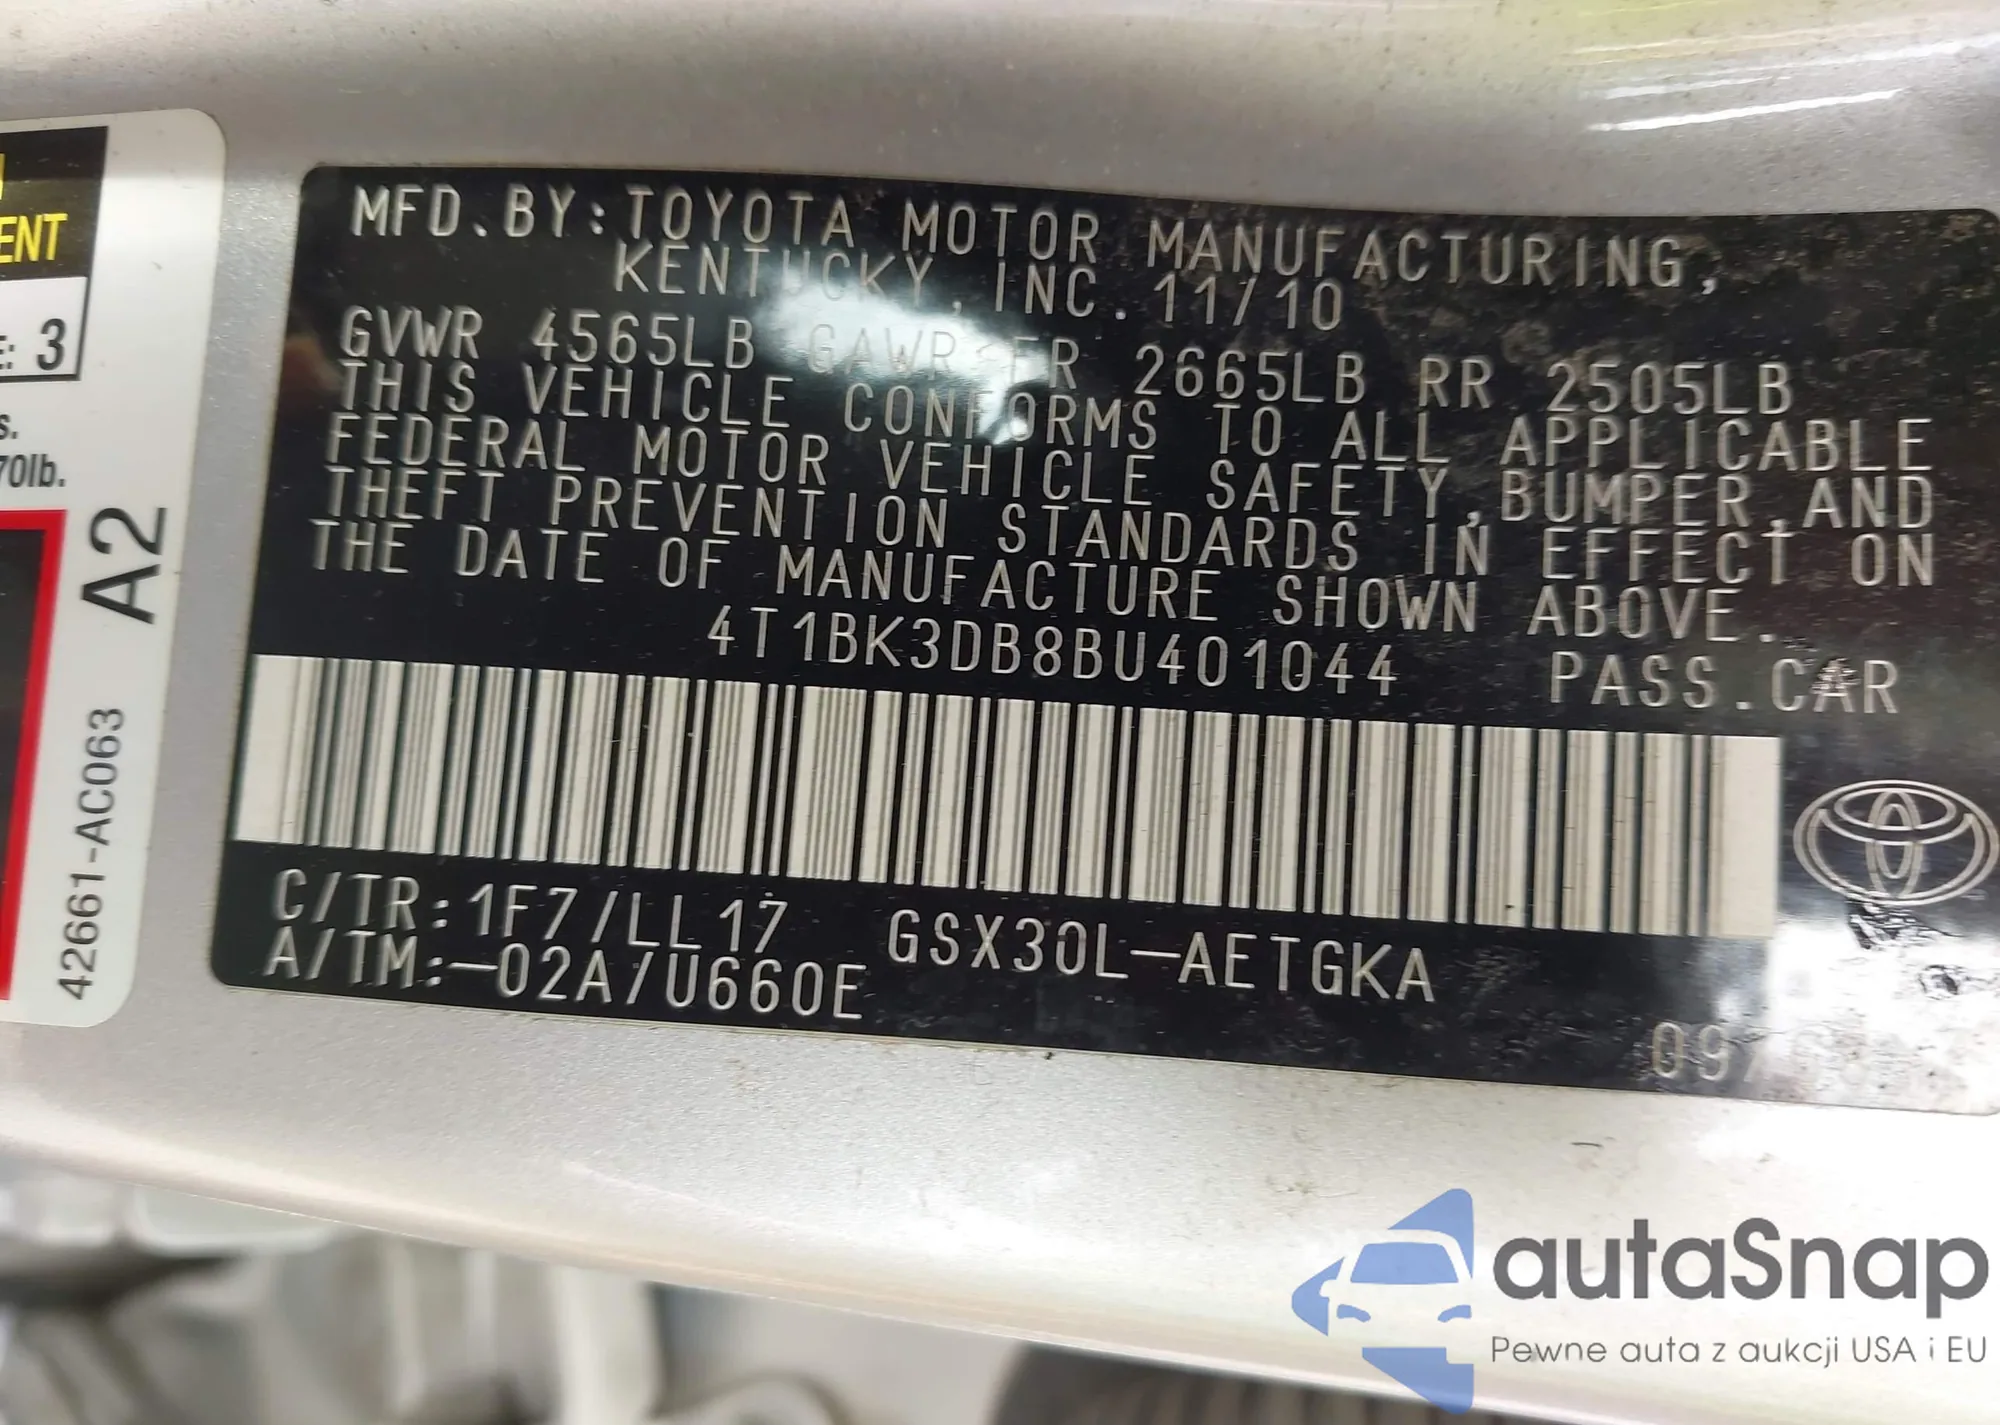 ENT
E: 3
s.
70lb.
A2
42661-AC063
MFD. BY: TOYOTA MOTOR MANUFACTURING,
KENTUCKY, INC. 11/10
GVWR 4565LB GAWR FR 2665LB RR 2505LB
THIS VEHICLE CONFORMS TO ALL APPLICABLE
FEDERAL MOTOR VEHICLE SAFETY, BUMPER, AND
THEFT PREVENTION STANDARDS IN EFFECT ON
THE DATE OF MANUFACTURE SHOWN ABOVE.
4T1BK3DB8BU401044 PASS. CAR
C/TR: 1F7/LL17 GSX30L-AETGKA
A/TM: -02A/U660E
autaSnap
Pewne auta z aukcji USA i EU